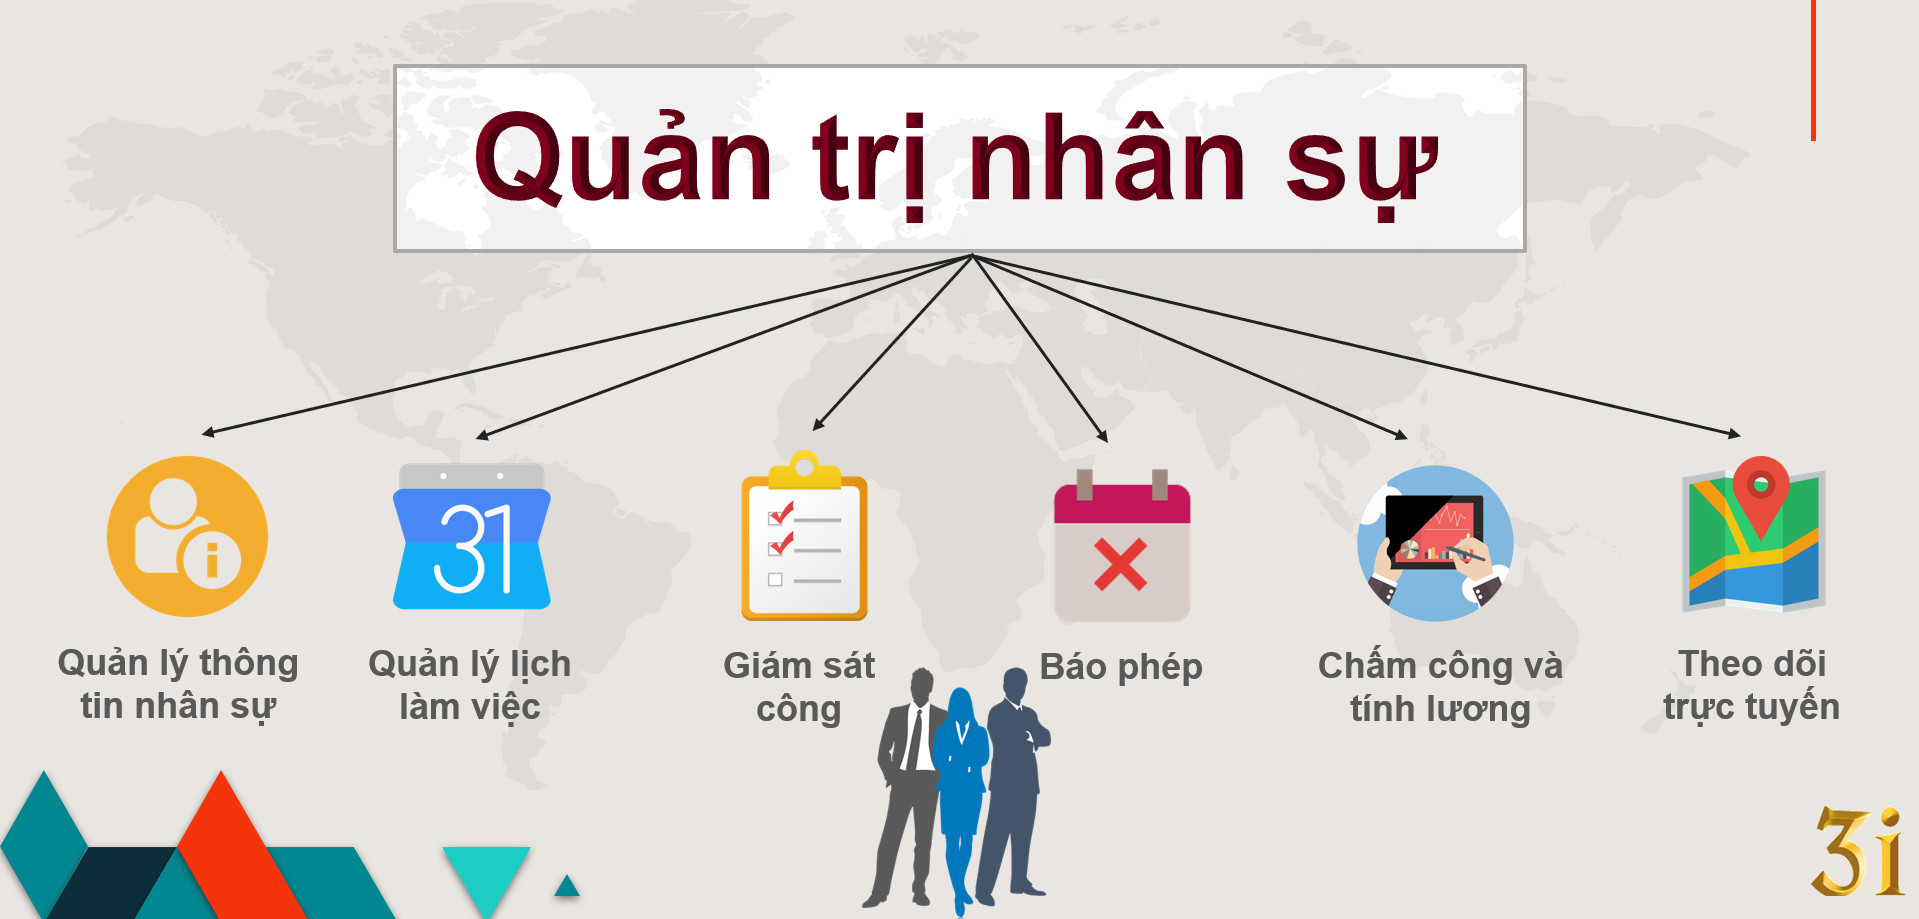 Quản trị nhân sự
31
Quản lý thông
tin nhân sự
Quản lý lịch
làm việc
Giám sát
công
Báo phép
Chấm công và
tính lương
Theo dõi
trực tuyến
3i